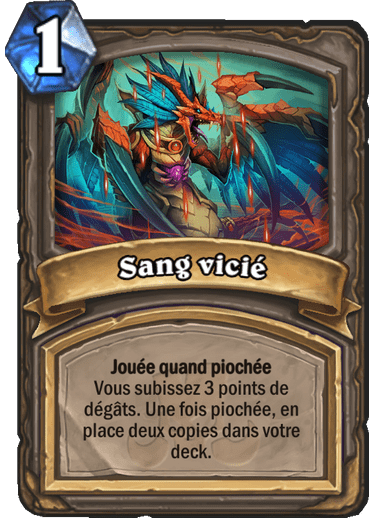 1
Sang vicié
Jouée quand piochée
Vous subissez 3 points de
dégâts. Une fois piochée, en
place deux copies dans votre
deck.